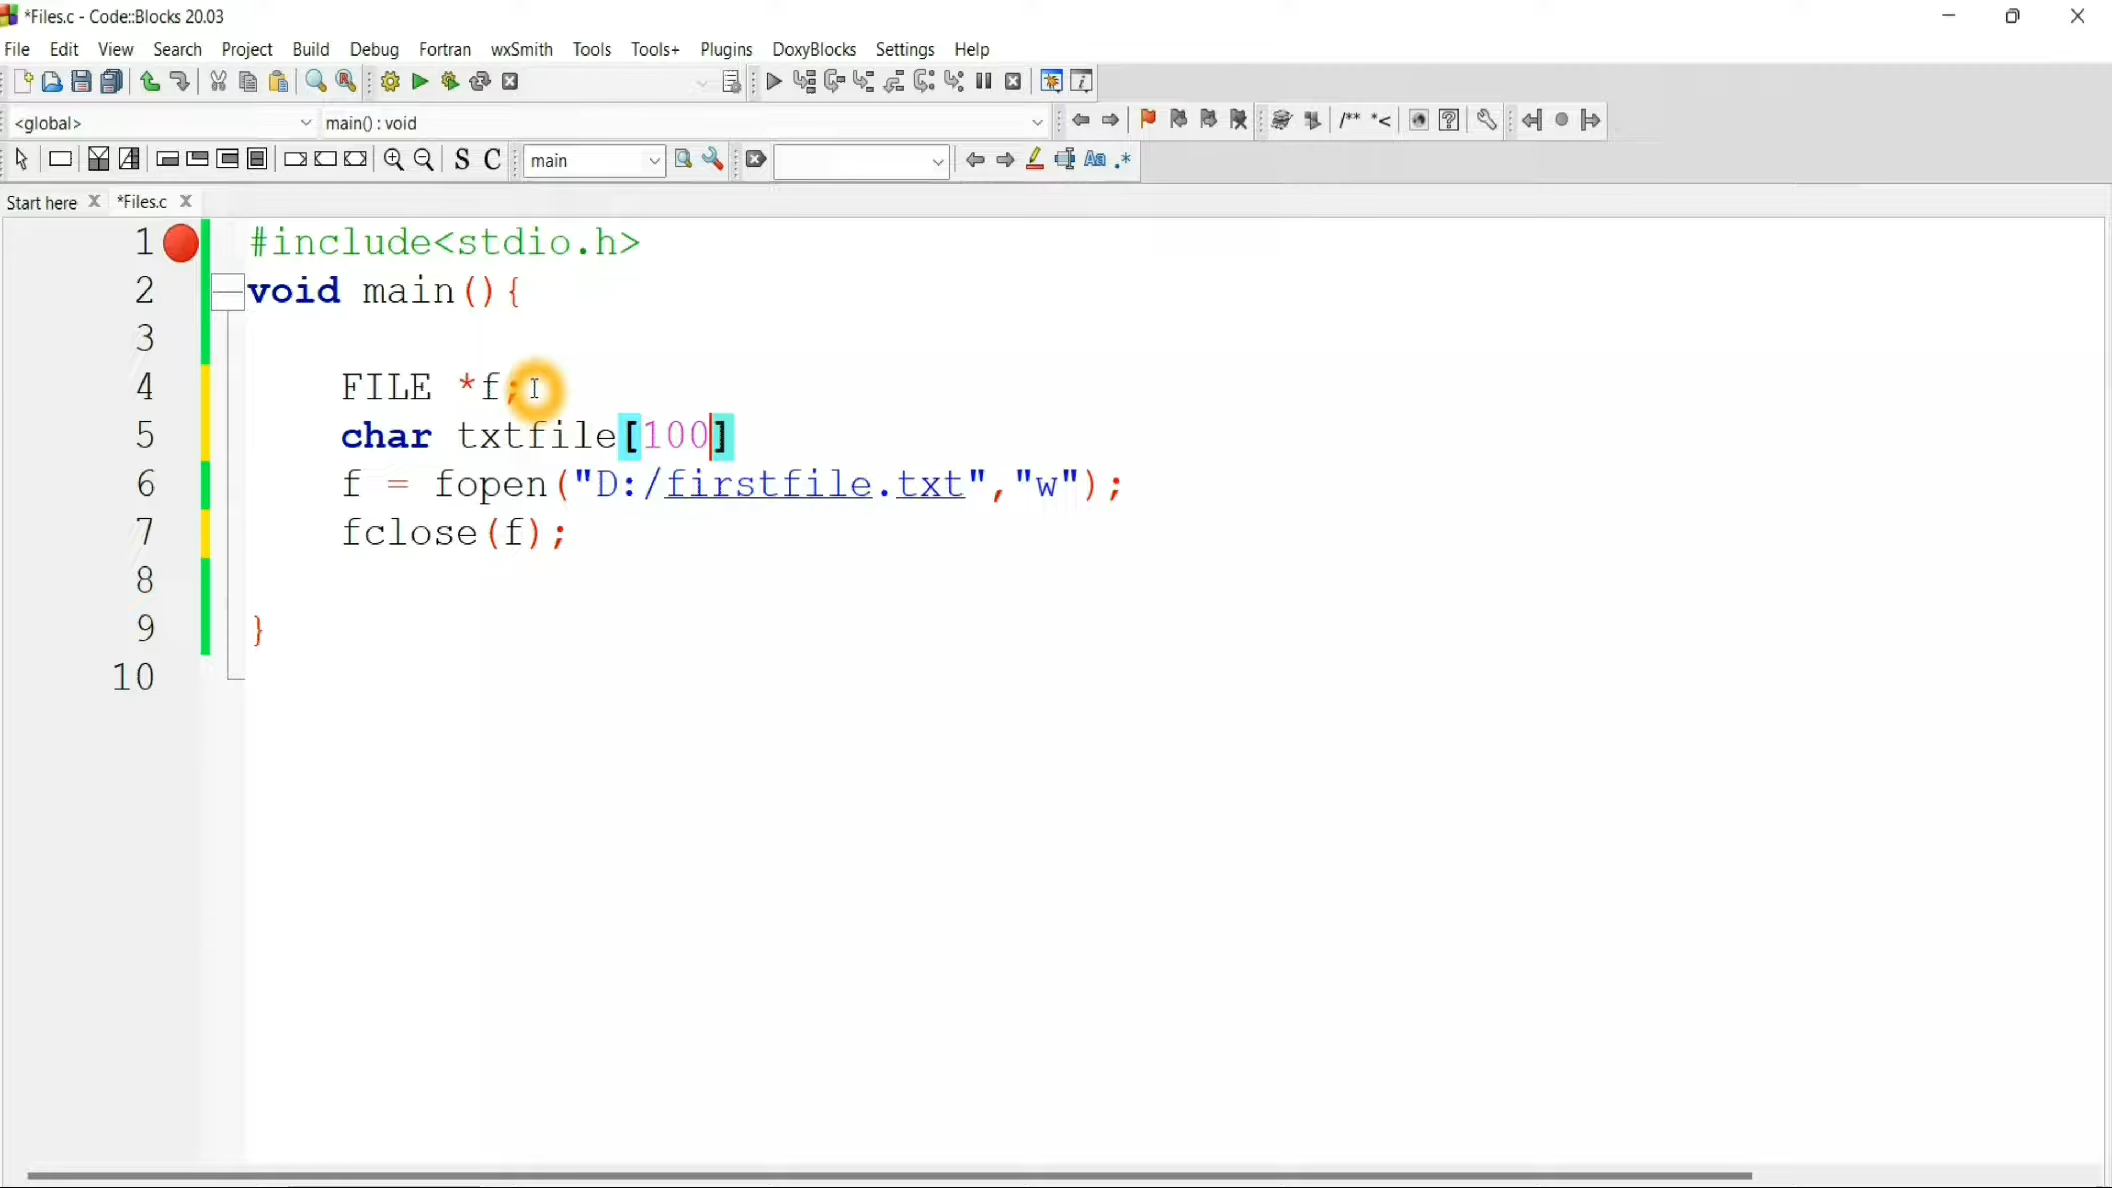 *Files.c - Code::Blocks 20.03
File Edit View Search Project Build Debug Fortran wxSmith Tools Tools+ Plugins DoxyBlocks Settings Help
<global> main() : void /** *<
S C main Aa .*
Start here *Files.c
1 #include<stdio.h>
2 void main(){
3
4 FILE *f;
5 char txtfile[100]
6 f = fopen("D:/firstfile.txt","w");
7 fclose(f);
8
9 }
10